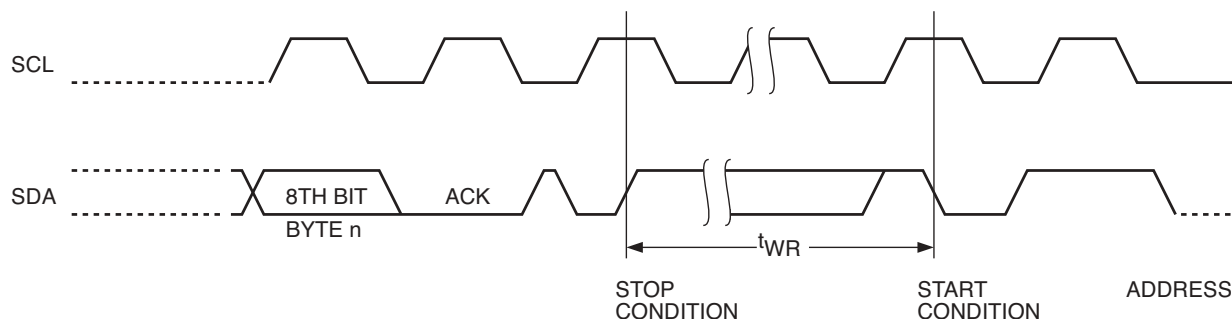 SCL
SDA
8TH BIT
ACK
BYTE n
tWR
STOP
CONDITION
START
CONDITION
ADDRESS